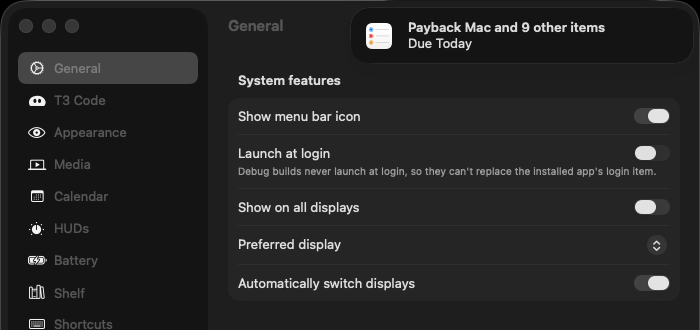 General
Payback Mac and 9 other items
Due Today
General
T3 Code
Appearance
Media
Calendar
HUDs
Battery
Shelf
Shortcuts
System features
Show menu bar icon
Launch at login
Debug builds never launch at login, so they can't replace the installed app's login item.
Show on all displays
Preferred display
Automatically switch displays